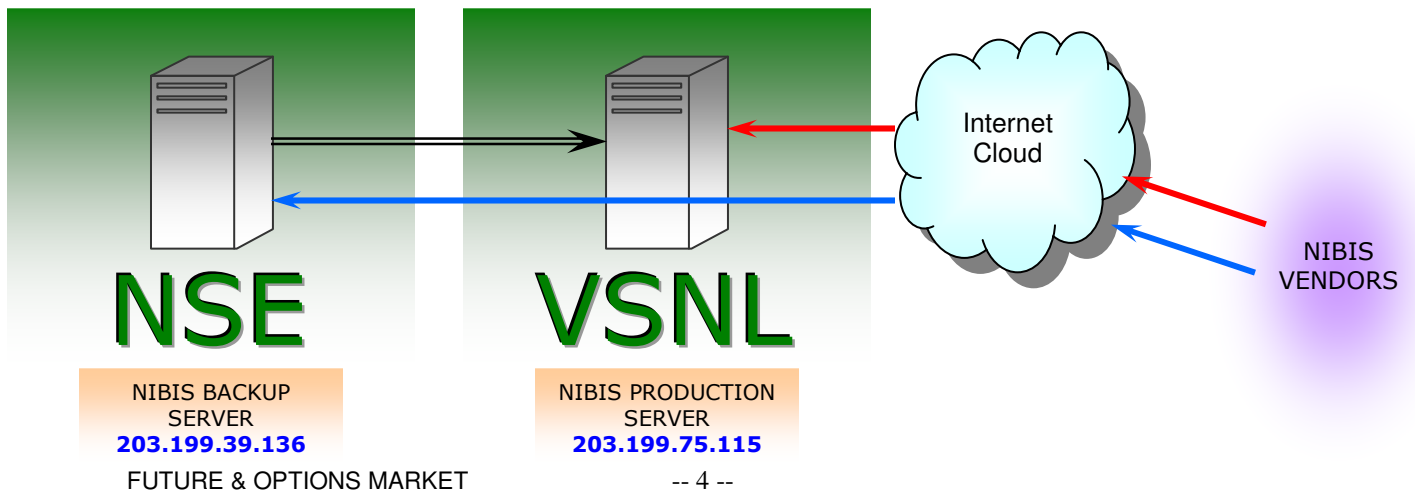 Internet
Cloud
NIBIS
VENDORS
NSE
VSNL
NIBIS BACKUP
SERVER
203.199.39.136
NIBIS PRODUCTION
SERVER
203.199.75.115
FUTURE & OPTIONS MARKET
-- 4 --